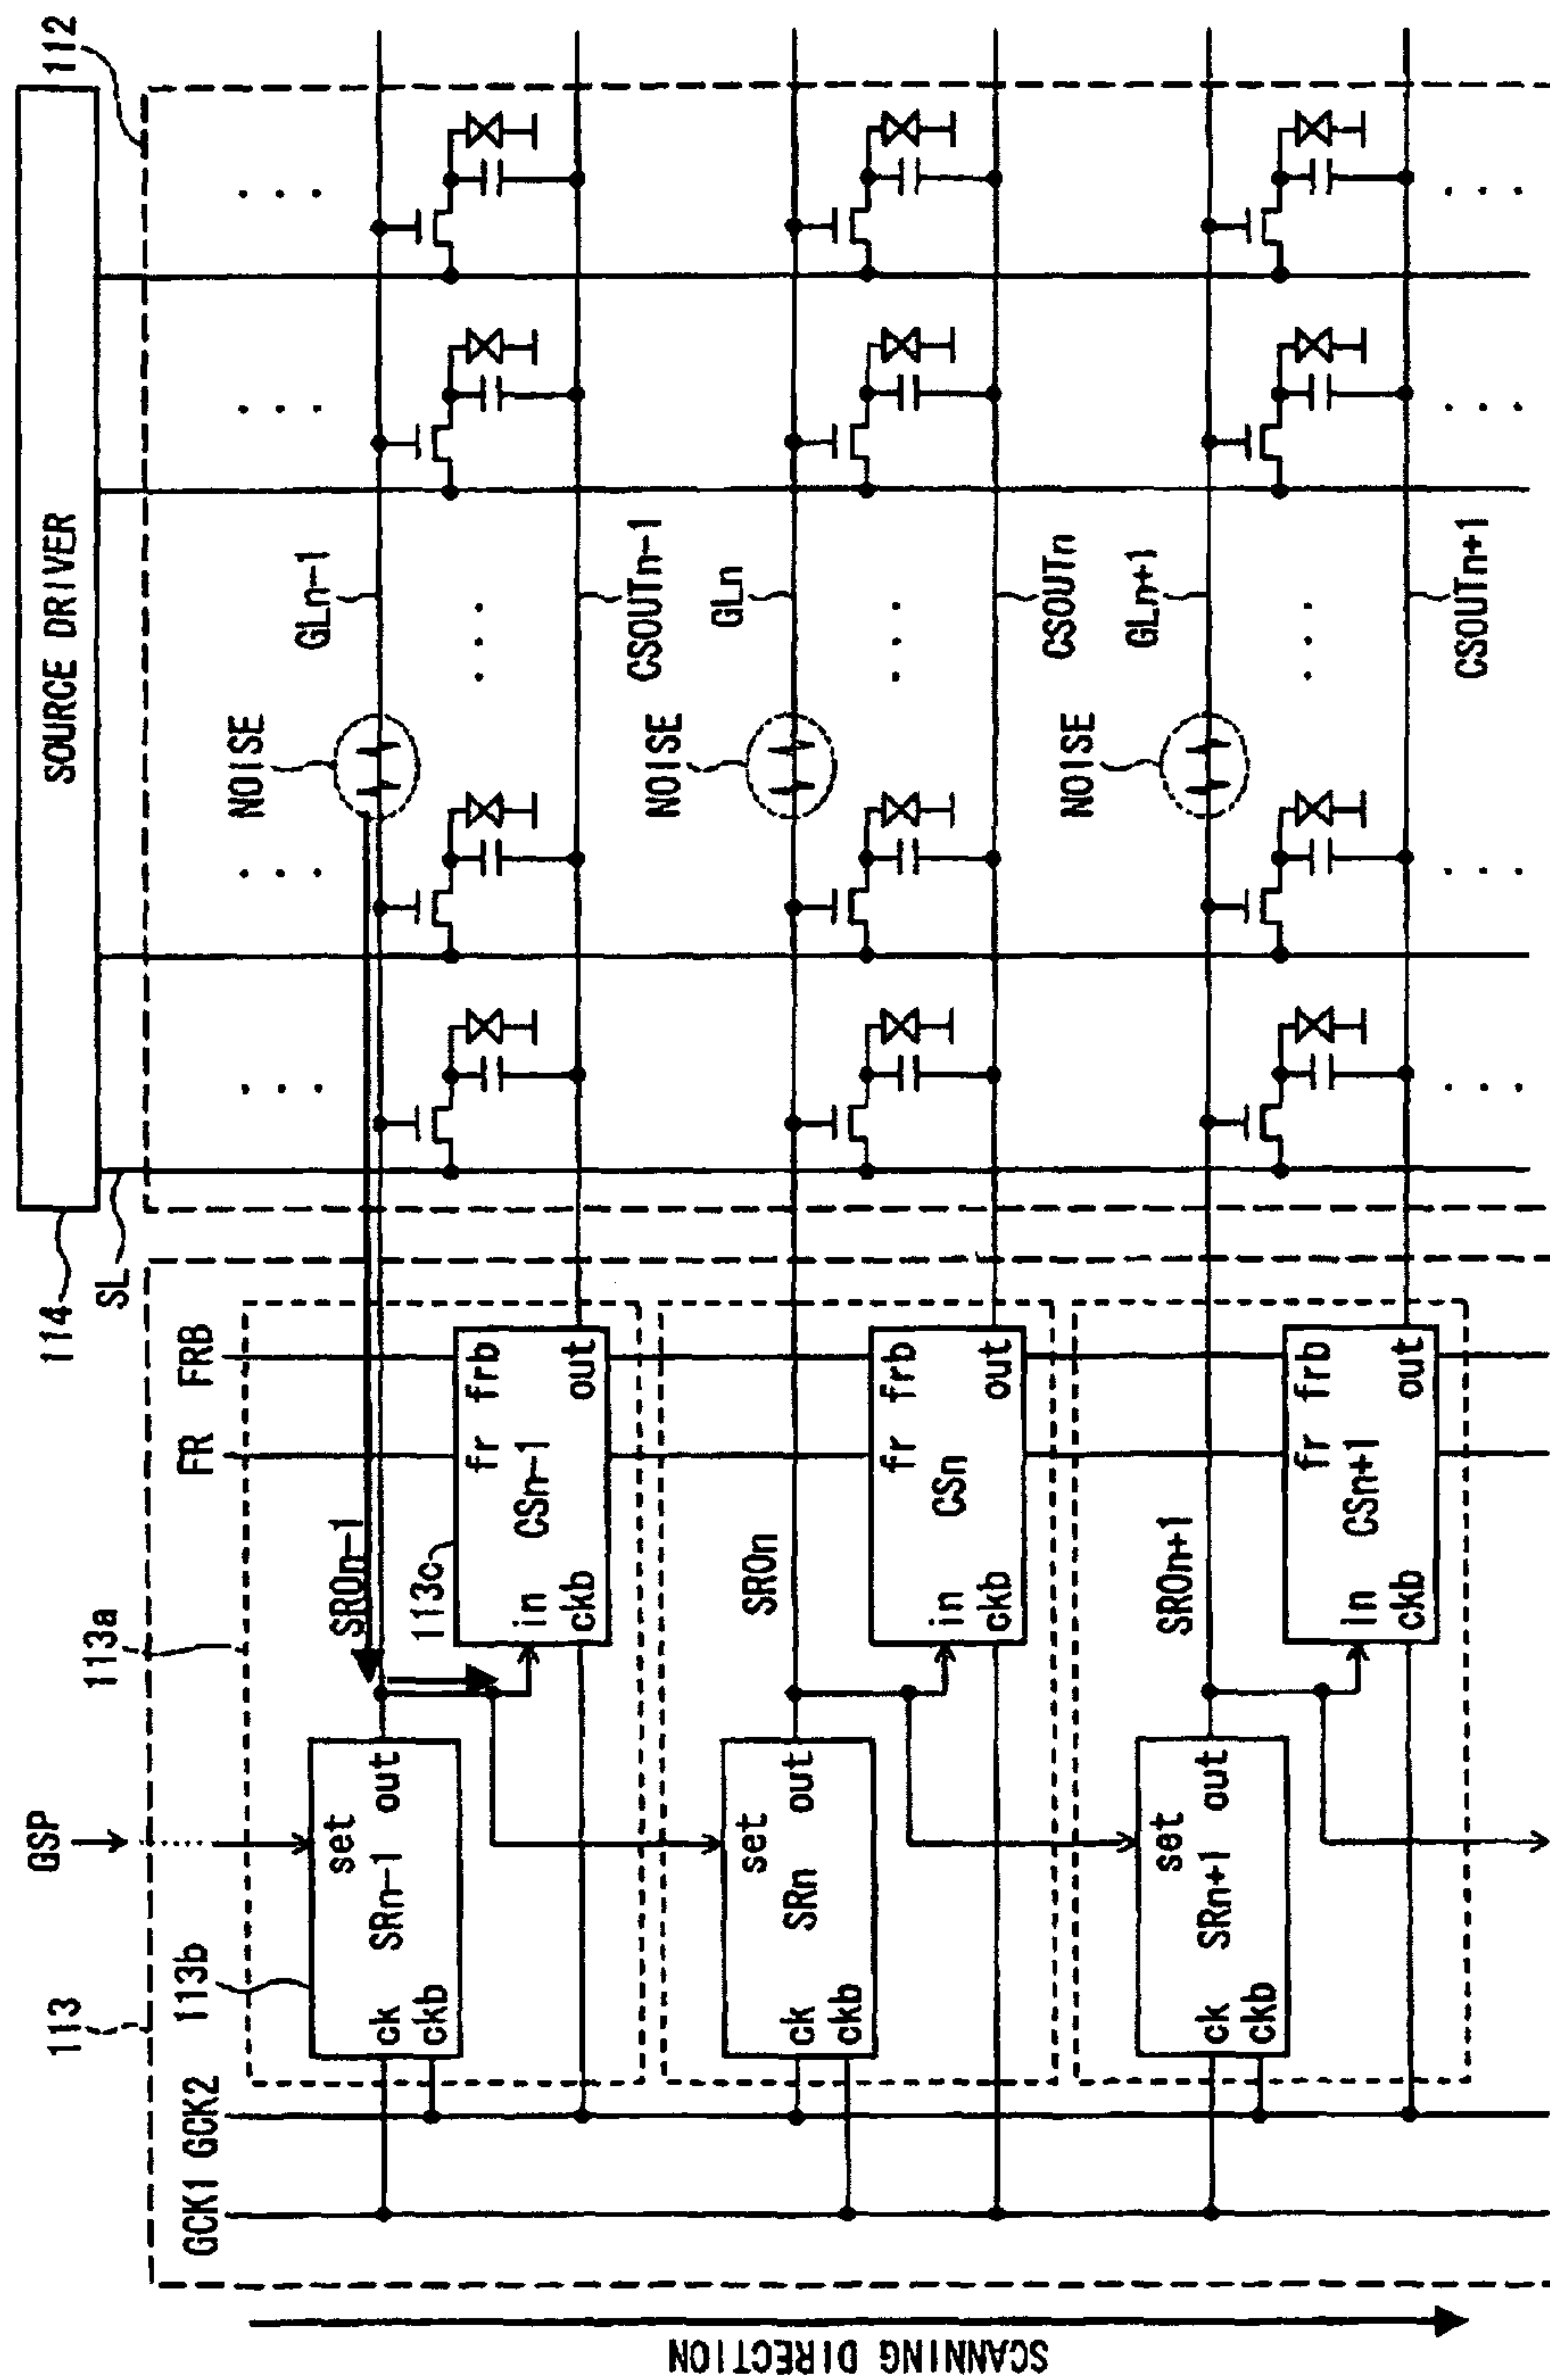 SOURCE DRIVER
112
114
SL
113
GSP
113a
FR
FRB
GCK1
GCK2
113b
SROn-1
113c
NOISE
GLn-1
set
out
SRn-1
ck
ckb
fr
frb
CSn-1
in
ckb
out
CSOUTn-1
SROn
NOISE
GLn
set
out
SRn
ck
ckb
fr
frb
CSn
in
ckb
out
CSOUTn
SROn+1
NOISE
GLn+1
set
out
SRn+1
ck
ckb
fr
frb
CSn+1
in
ckb
out
CSOUTn+1
SCANNING DIRECTION